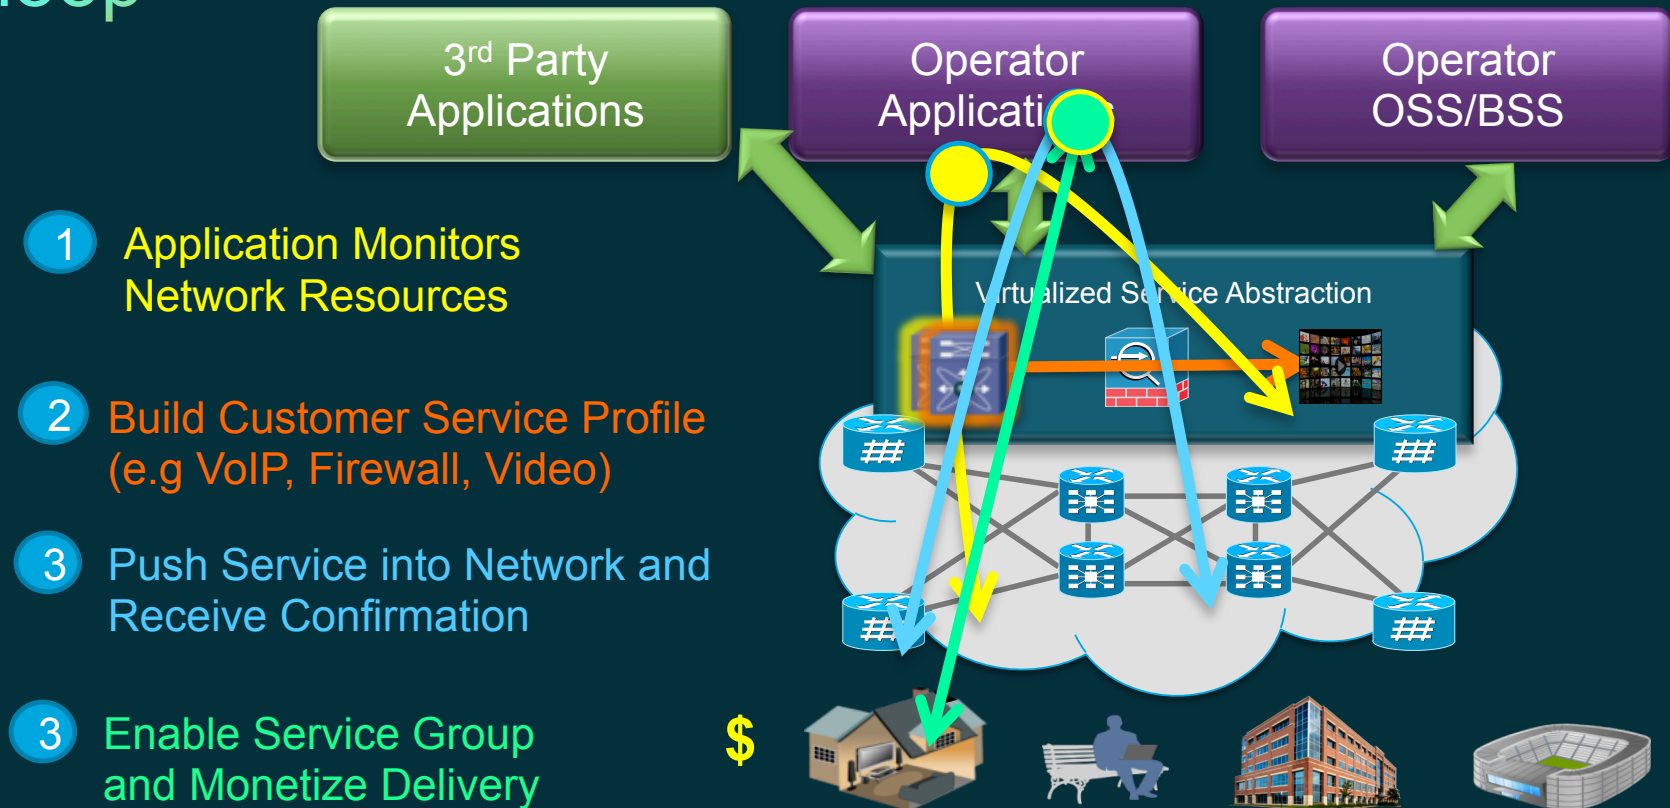 loop
3rd Party
Applications
Operator
Applications
Operator
OSS/BSS
1
Application Monitors
Network Resources
Virtualized Service Abstraction
2
Build Customer Service Profile
(e.g VoIP, Firewall, Video)
3
Push Service into Network and
Receive Confirmation
3
Enable Service Group
and Monetize Delivery
$